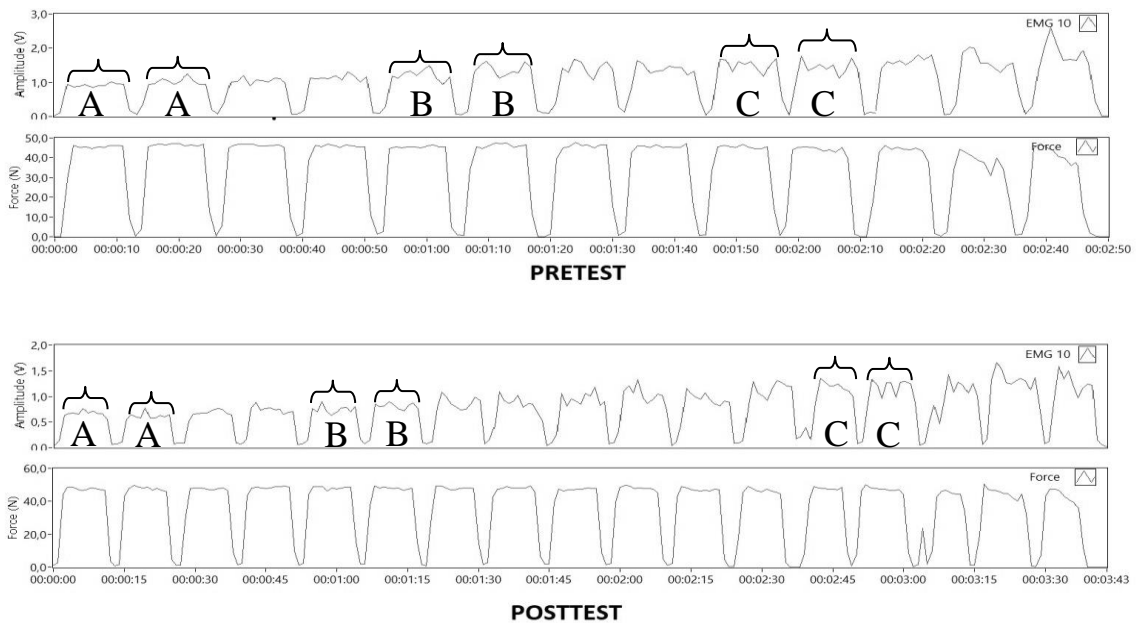 3,0
2,0
1,0
0,0
Amplitude (V)
EMG 10
A A B B C C
50,0
40,0
30,0
20,0
10,0
0,0
Force (N)
Force
00:00:00 00:00:10 00:00:20 00:00:30 00:00:40 00:00:50 00:01:00 00:01:10 00:01:20 00:01:30 00:01:40 00:01:50 00:02:00 00:02:10 00:02:20 00:02:30 00:02:40 00:02:50
PRETEST
2,0
1,5
1,0
0,5
0,0
Amplitude (V)
EMG 10
A A B B C C
60,0
40,0
20,0
0,0
Force (N)
Force
00:00:00 00:00:15 00:00:30 00:00:45 00:01:00 00:01:15 00:01:30 00:01:45 00:02:00 00:02:15 00:02:30 00:02:45 00:03:00 00:03:15 00:03:30 00:03:43
POSTTEST